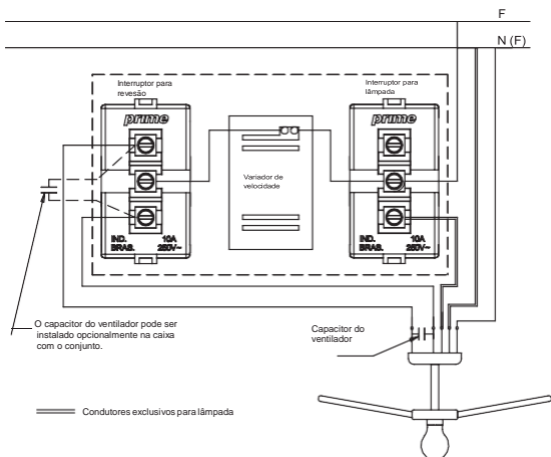 F
N (F)
Interruptor para
revesão
Interruptor para
lâmpada
prime
prime
Variador de
velocidade
IND. 10A
BRAS. 250V~
IND. 10A
BRAS. 250V~
O capacitor do ventilador pode ser
instalado opcionalmente na caixa
com o conjunto.
Capacitor do
ventilador
Condutores exclusivos para lâmpada